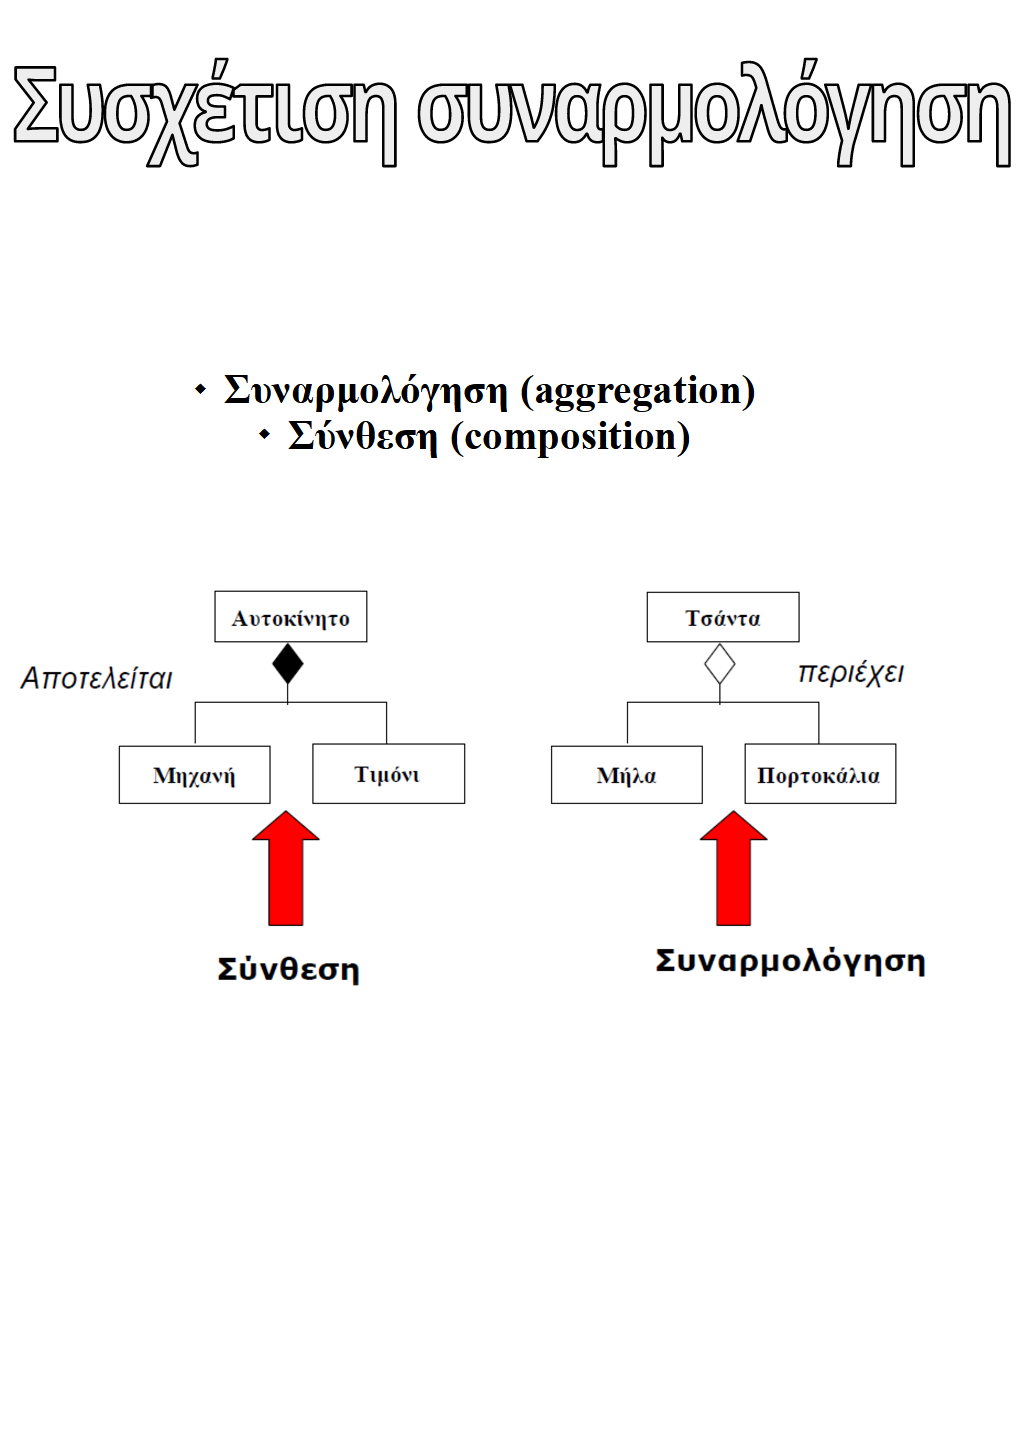 Συσχέτιση συναρμολόγηση
Συναρμολόγηση (aggregation)
Σύνθεση (composition)
Αυτοκίνητο
Τσάντα
Αποτελείται
περιέχει
Μηχανή
Τιμόνι
Μήλα
Πορτοκάλια
Σύνθεση
Συναρμολόγηση